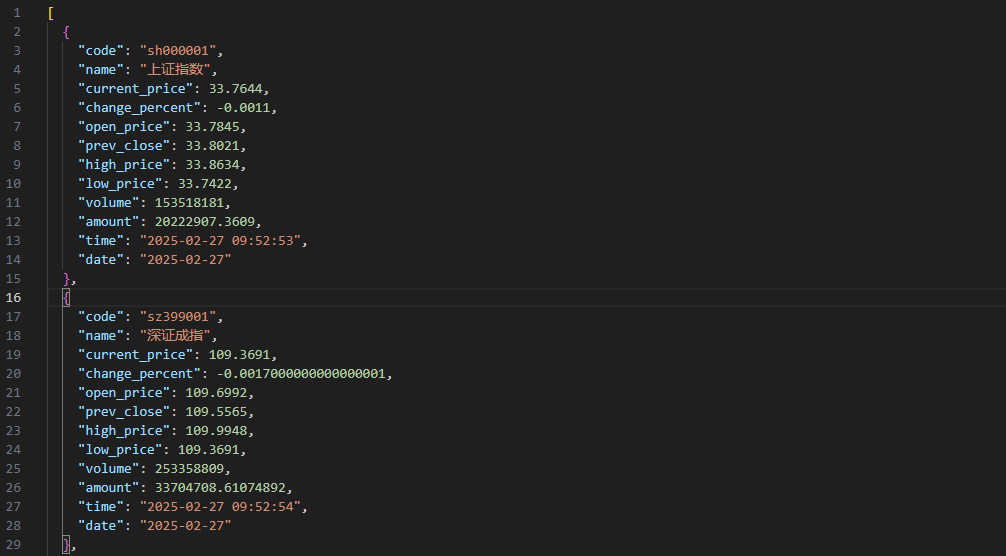 1 [
2 {
3 "code": "sh000001",
4 "name": "上证指数",
5 "current_price": 33.7644,
6 "change_percent": -0.0011,
7 "open_price": 33.7845,
8 "prev_close": 33.8021,
9 "high_price": 33.8634,
10 "low_price": 33.7422,
11 "volume": 153518181,
12 "amount": 20222907.3609,
13 "time": "2025-02-27 09:52:53",
14 "date": "2025-02-27"
15 },
16 {
17 "code": "sz399001",
18 "name": "深证成指",
19 "current_price": 109.3691,
20 "change_percent": -0.0017000000000000001,
21 "open_price": 109.6992,
22 "prev_close": 109.5565,
23 "high_price": 109.9948,
24 "low_price": 109.3691,
25 "volume": 253358809,
26 "amount": 33704708.61074892,
27 "time": "2025-02-27 09:52:54",
28 "date": "2025-02-27"
29 },